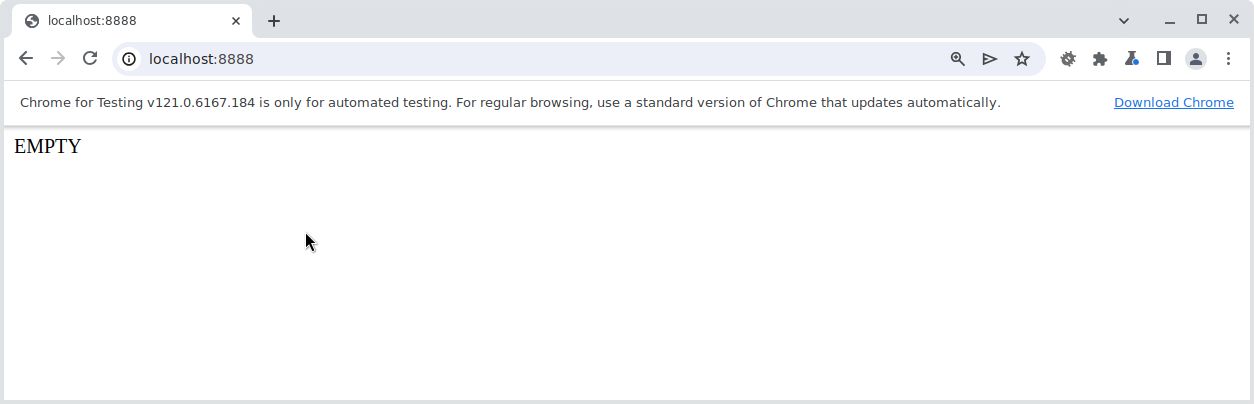 localhost:8888
localhost:8888
Chrome for Testing v121.0.6167.184 is only for automated testing. For regular browsing, use a standard version of Chrome that updates automatically. Download Chrome
EMPTY